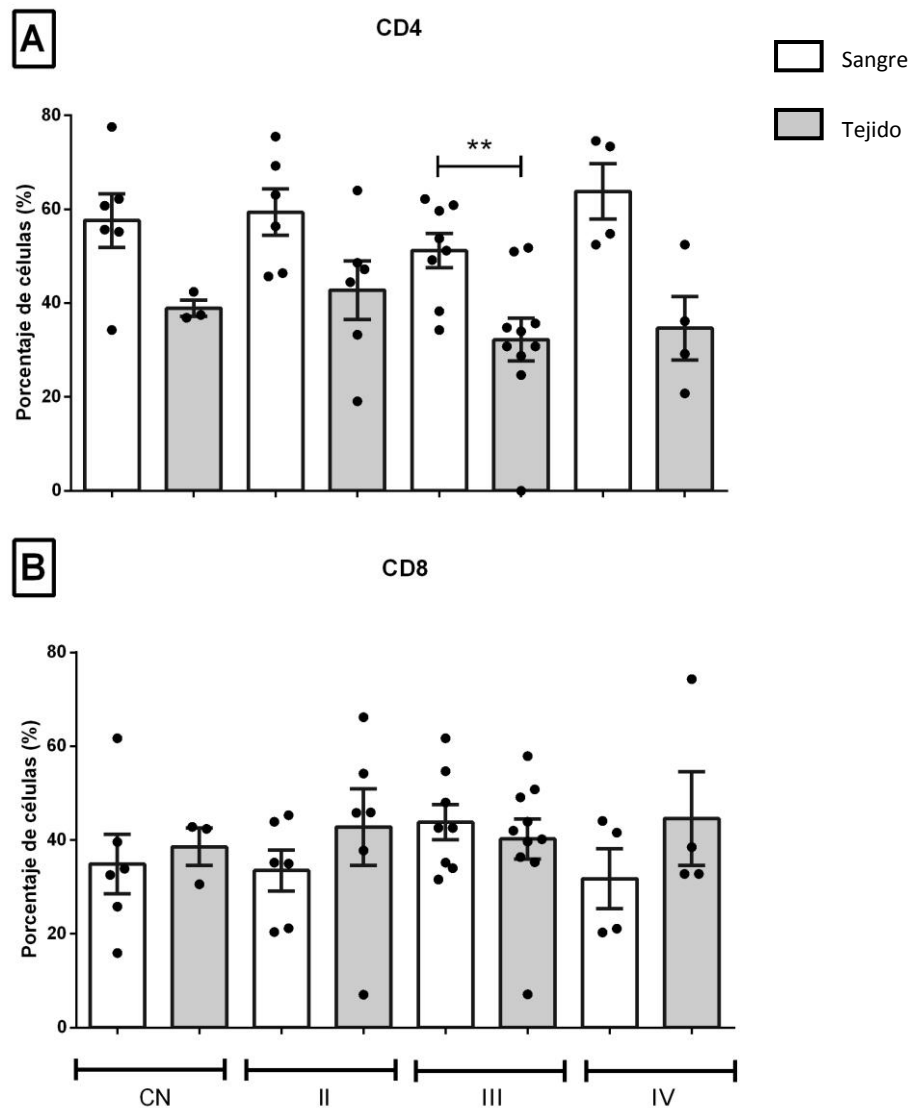 A
CD4
Sangre
Tejido
Porcentaje de células (%)
80
60
40
20
0
**
B
CD8
Porcentaje de células (%)
80
60
40
20
0
CN
II
III
IV